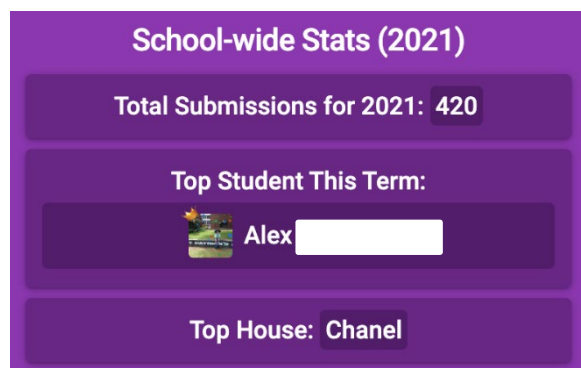 School-wide Stats (2021)
Total Submissions for 2021: 420
Top Student This Term:
Alex
Top House: Chanel